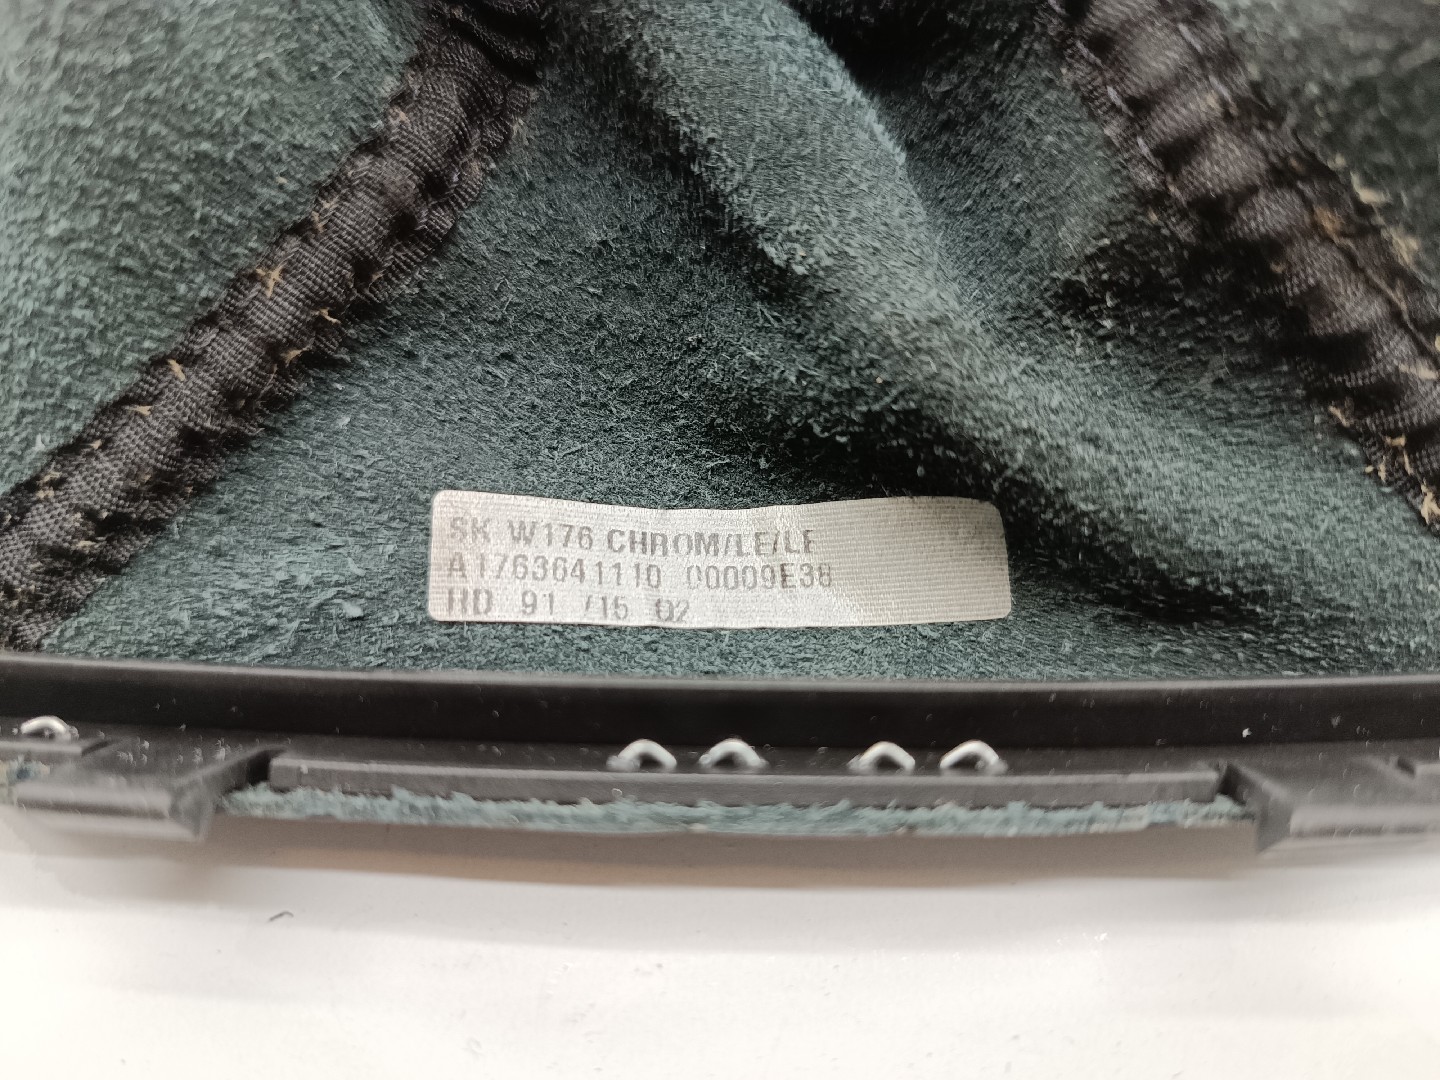 SK W176 CHROM/LE/LE
A1763641110 00009E38
RD 91 /15 02